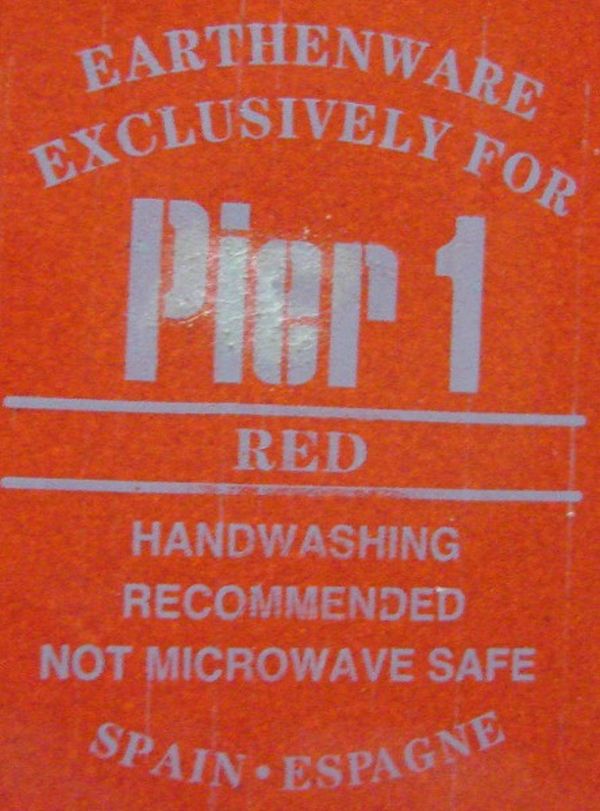 EARTHENWARE
EXCLUSIVELY FOR
Pier 1
RED
HANDWASHING
RECOMMENDED
NOT MICROWAVE SAFE
SPAIN • ESPAGNE